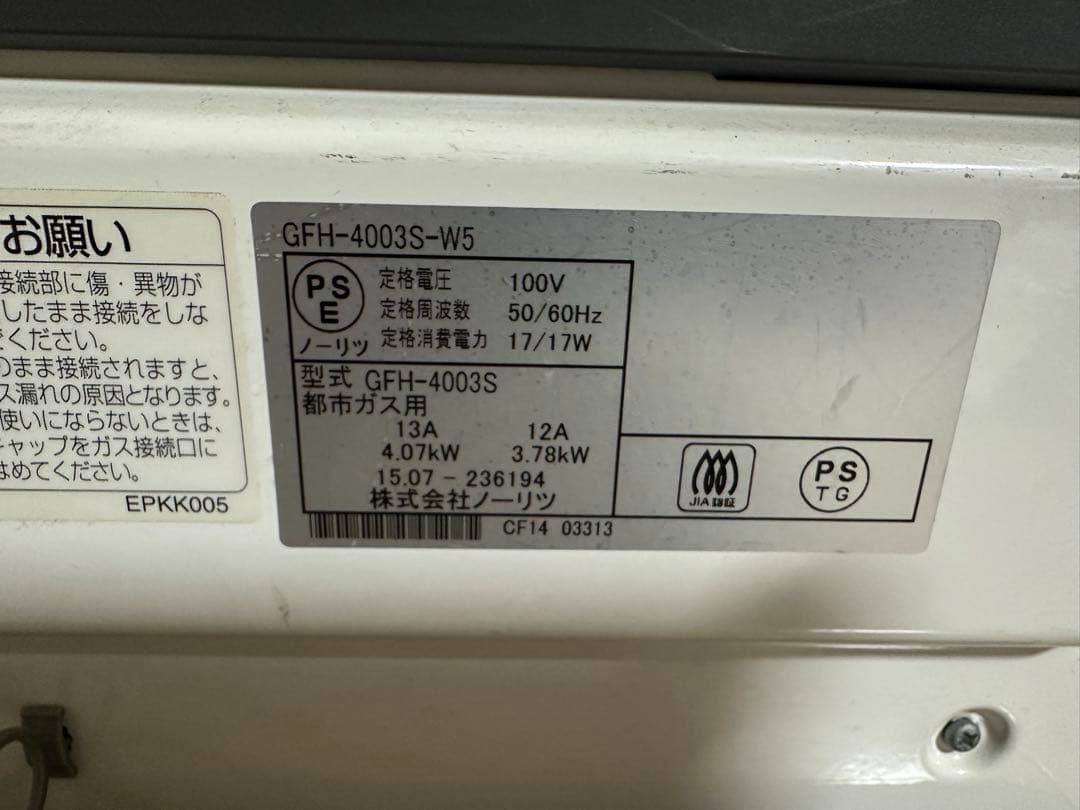 お願い
接続部に傷・異物が
したまま接続をしな
ください。
のまま接続されますと、
ス漏れの原因となります。
使いにならないときは、
キャップをガス接続口に
はめてください。
EPKK005
GFH-4003S-W5
PS
E
ノーリツ
定格電圧 100V
定格周波数 50/60Hz
定格消費電力 17/17W
型式 GFH-4003S
都市ガス用
13A 12A
4.07kW 3.78kW
15.07-236194
株式会社ノーリツ
JIA認証
PS
TG
CF14 03313